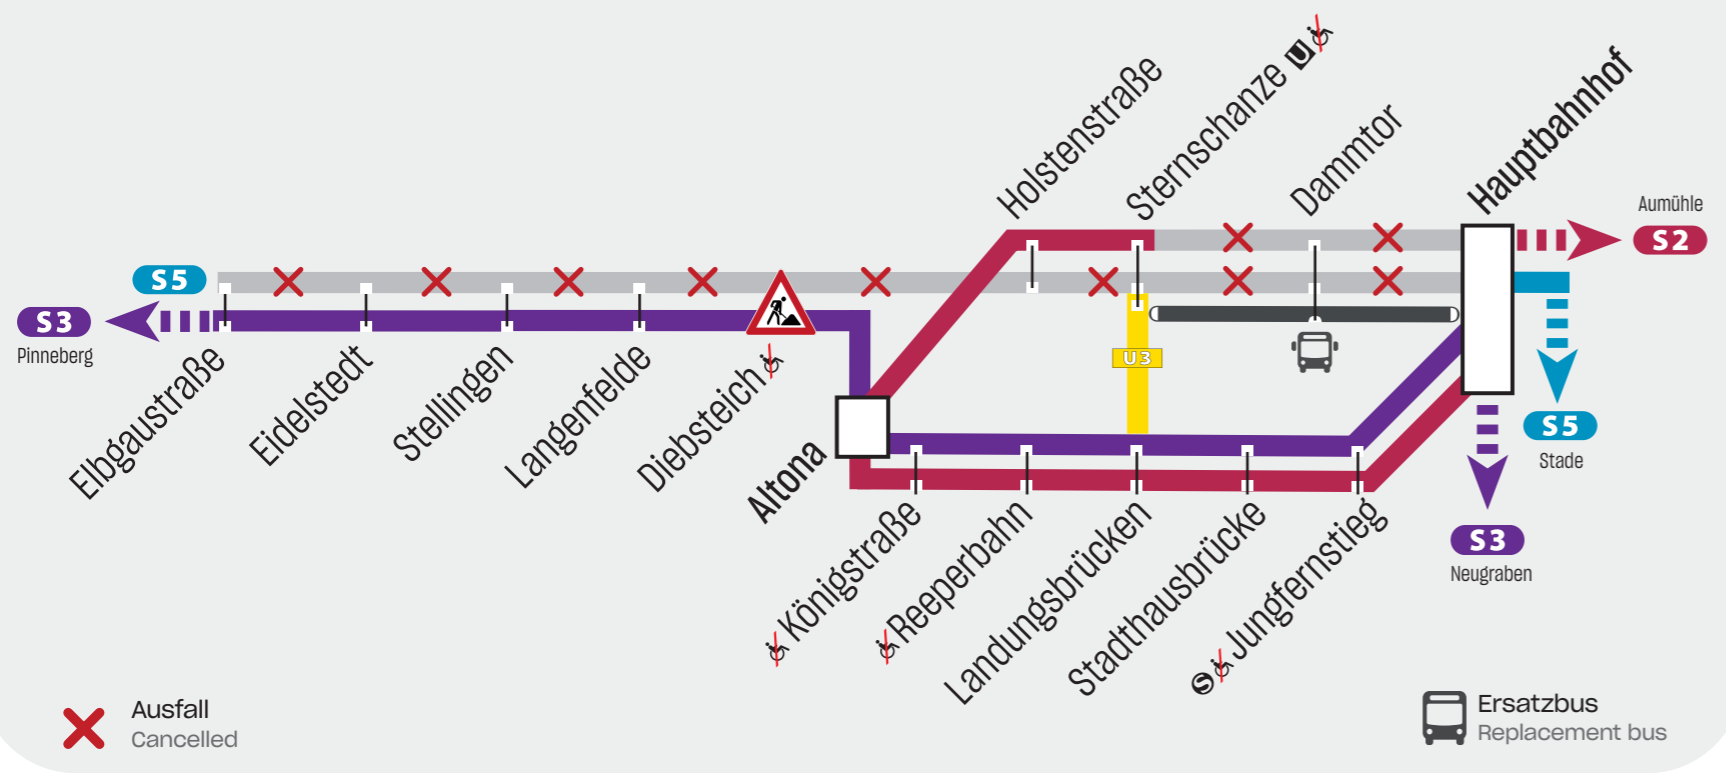 Holstenstraße
Sternschanze U
Dammtor
Hauptbahnhof
Aumühle
S2
S5
S3
Pinneberg
U3
Elbgaustraße
Eidelstedt
Stellingen
Langenfelde
Diebsteich
Altona
Königstraße
Reeperbahn
Landungsbrücken
Stadthausbrücke
S Jungfernstieg
S5
Stade
S3
Neugraben
Ausfall
Cancelled
Ersatzbus
Replacement bus